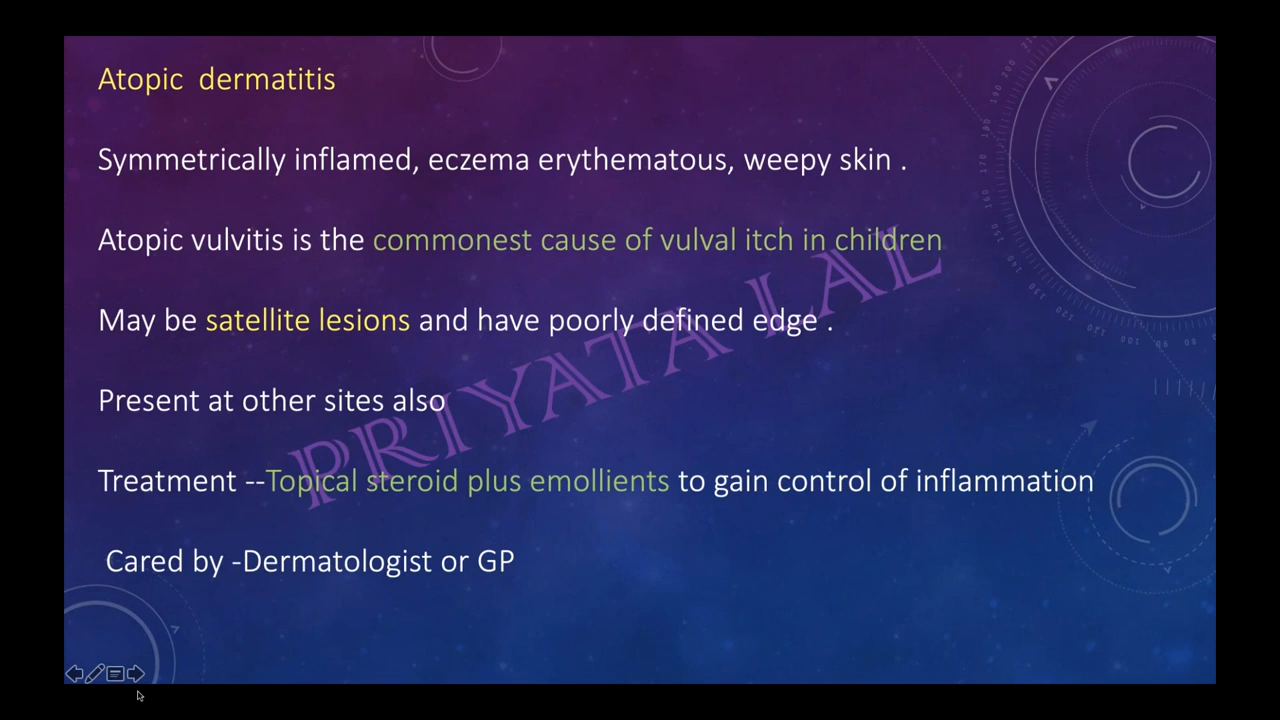 Atopic dermatitis
Symmetrically inflamed, eczema erythematous, weepy skin .
Atopic vulvitis is the commonest cause of vulval itch in children
May be satellite lesions and have poorly defined edge .
Present at other sites also
Treatment --Topical steroid plus emollients to gain control of inflammation
Cared by -Dermatologist or GP
PRIYATA LAL